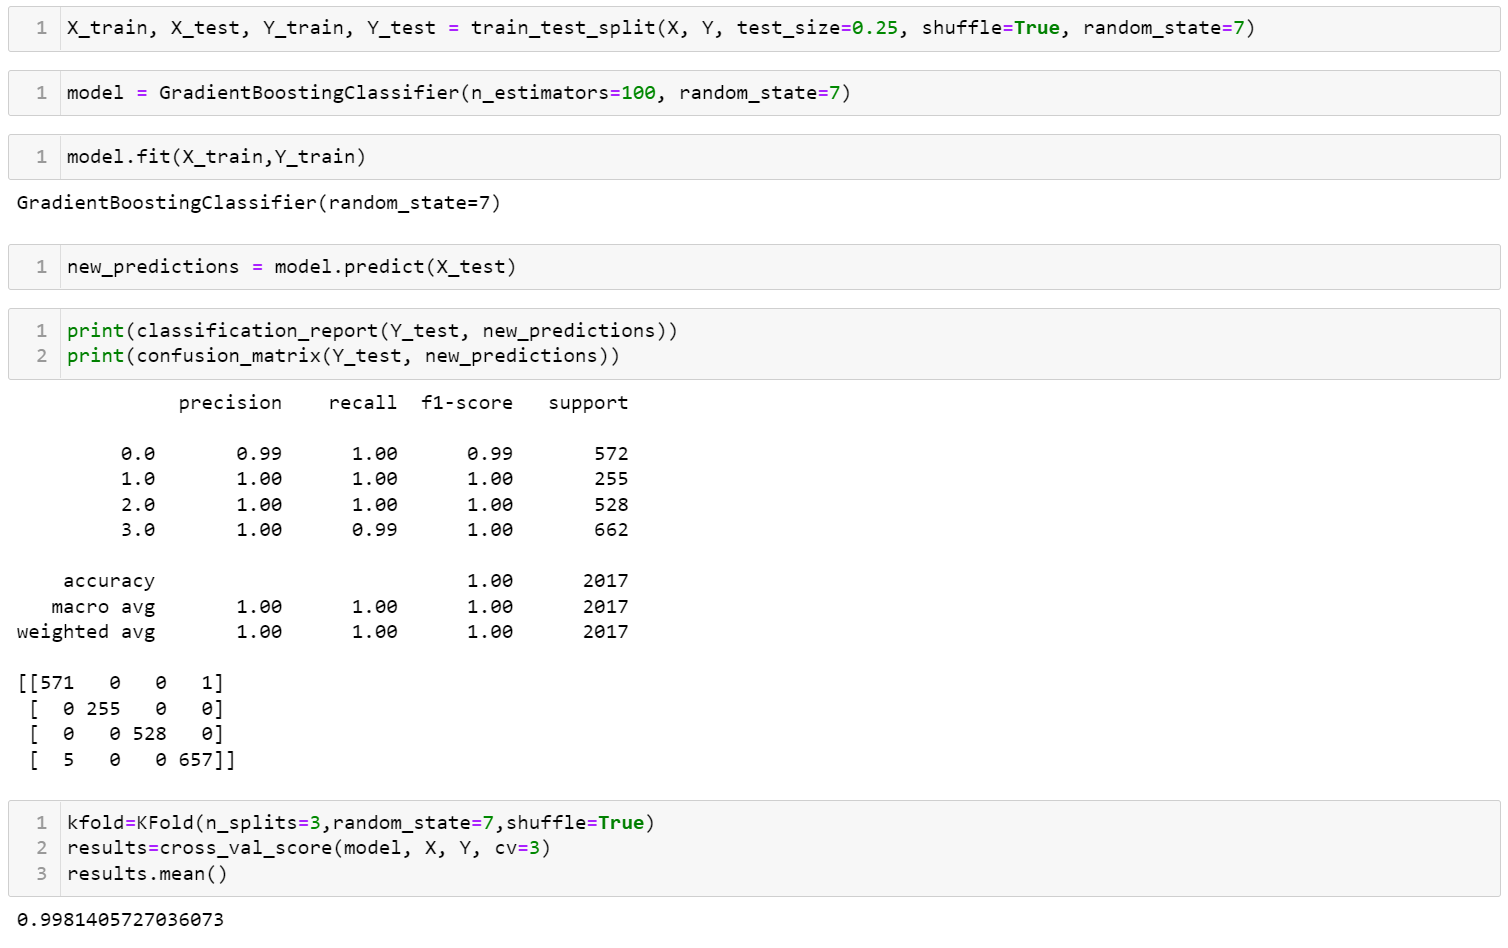 1 X_train, X_test, Y_train, Y_test = train_test_split(X, Y, test_size=0.25, shuffle=True, random_state=7)
1 model = GradientBoostingClassifier(n_estimators=100, random_state=7)
1 model.fit(X_train,Y_train)
GradientBoostingClassifier(random_state=7)
1 new_predictions = model.predict(X_test)
1 print(classification_report(Y_test, new_predictions))
2 print(confusion_matrix(Y_test, new_predictions))
precision recall f1-score support
0.0 0.99 1.00 0.99 572
1.0 1.00 1.00 1.00 255
2.0 1.00 1.00 1.00 528
3.0 1.00 0.99 1.00 662
accuracy 1.00 2017
macro avg 1.00 1.00 1.00 2017
weighted avg 1.00 1.00 1.00 2017
[[571 0 0 1]
[ 0 255 0 0]
[ 0 0 528 0]
[ 5 0 0 657]]
1 kfold=KFold(n_splits=3,random_state=7,shuffle=True)
2 results=cross_val_score(model, X, Y, cv=3)
3 results.mean()
0.9981405727036073